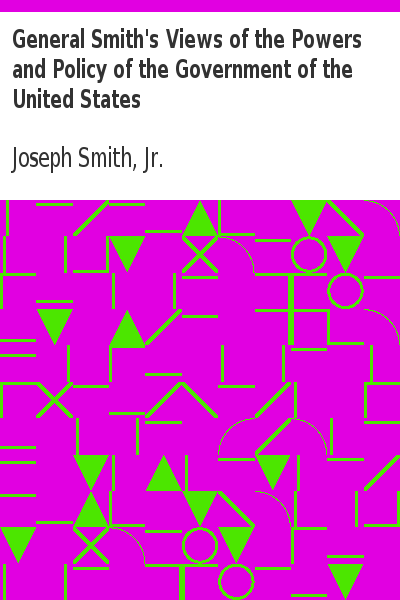 General Smith's Views of the Powers
and Policy of the Government of the
United States
Joseph Smith, Jr.